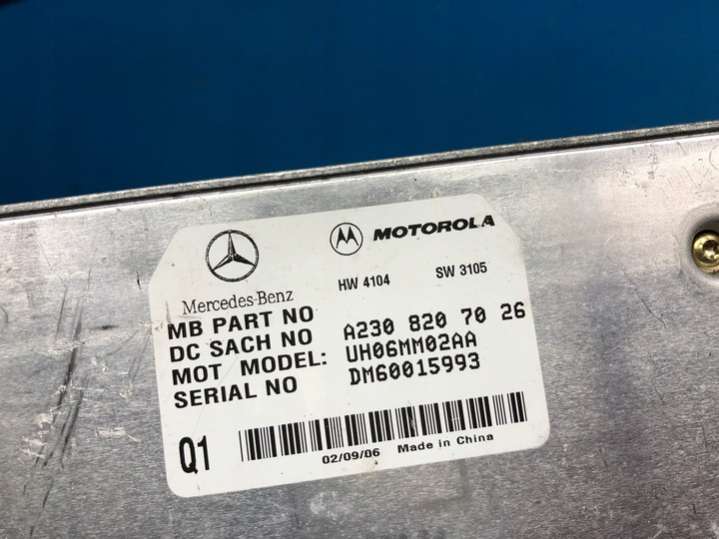 MOTOROLA
Mercedes-Benz
HW 4104 SW 3105
MB PART NO
DC SACH NO A230 820 70 26
MOT MODEL: UH06MM02AA
SERIAL NO DM60015993
Q1
02/09/06 Made in China